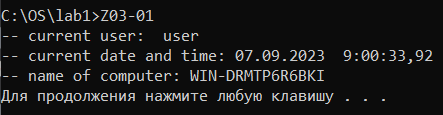 C:\OS\lab1>Z03-01
-- current user:  user
-- current date and time: 07.09.2023  9:00:33,92
-- name of computer: WIN-DRMTP6R6BKI
Для продолжения нажмите любую клавишу . . .